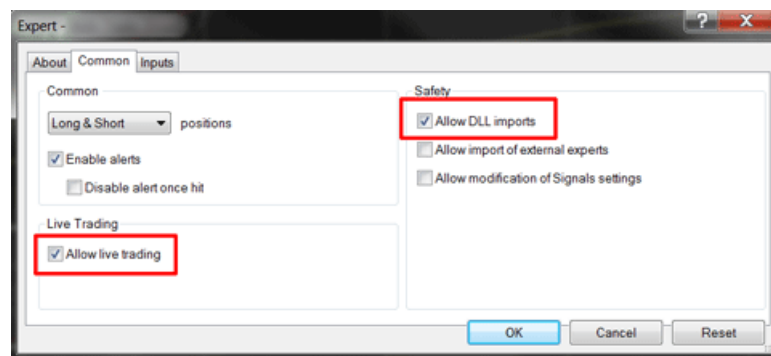 Expert -
? X
About Common Inputs
Common
Long & Short positions
Enable alerts
Disable alert once hit
Live Trading
Allow live trading
Safety
Allow DLL imports
Allow import of external experts
Allow modification of Signals settings
OK Cancel Reset